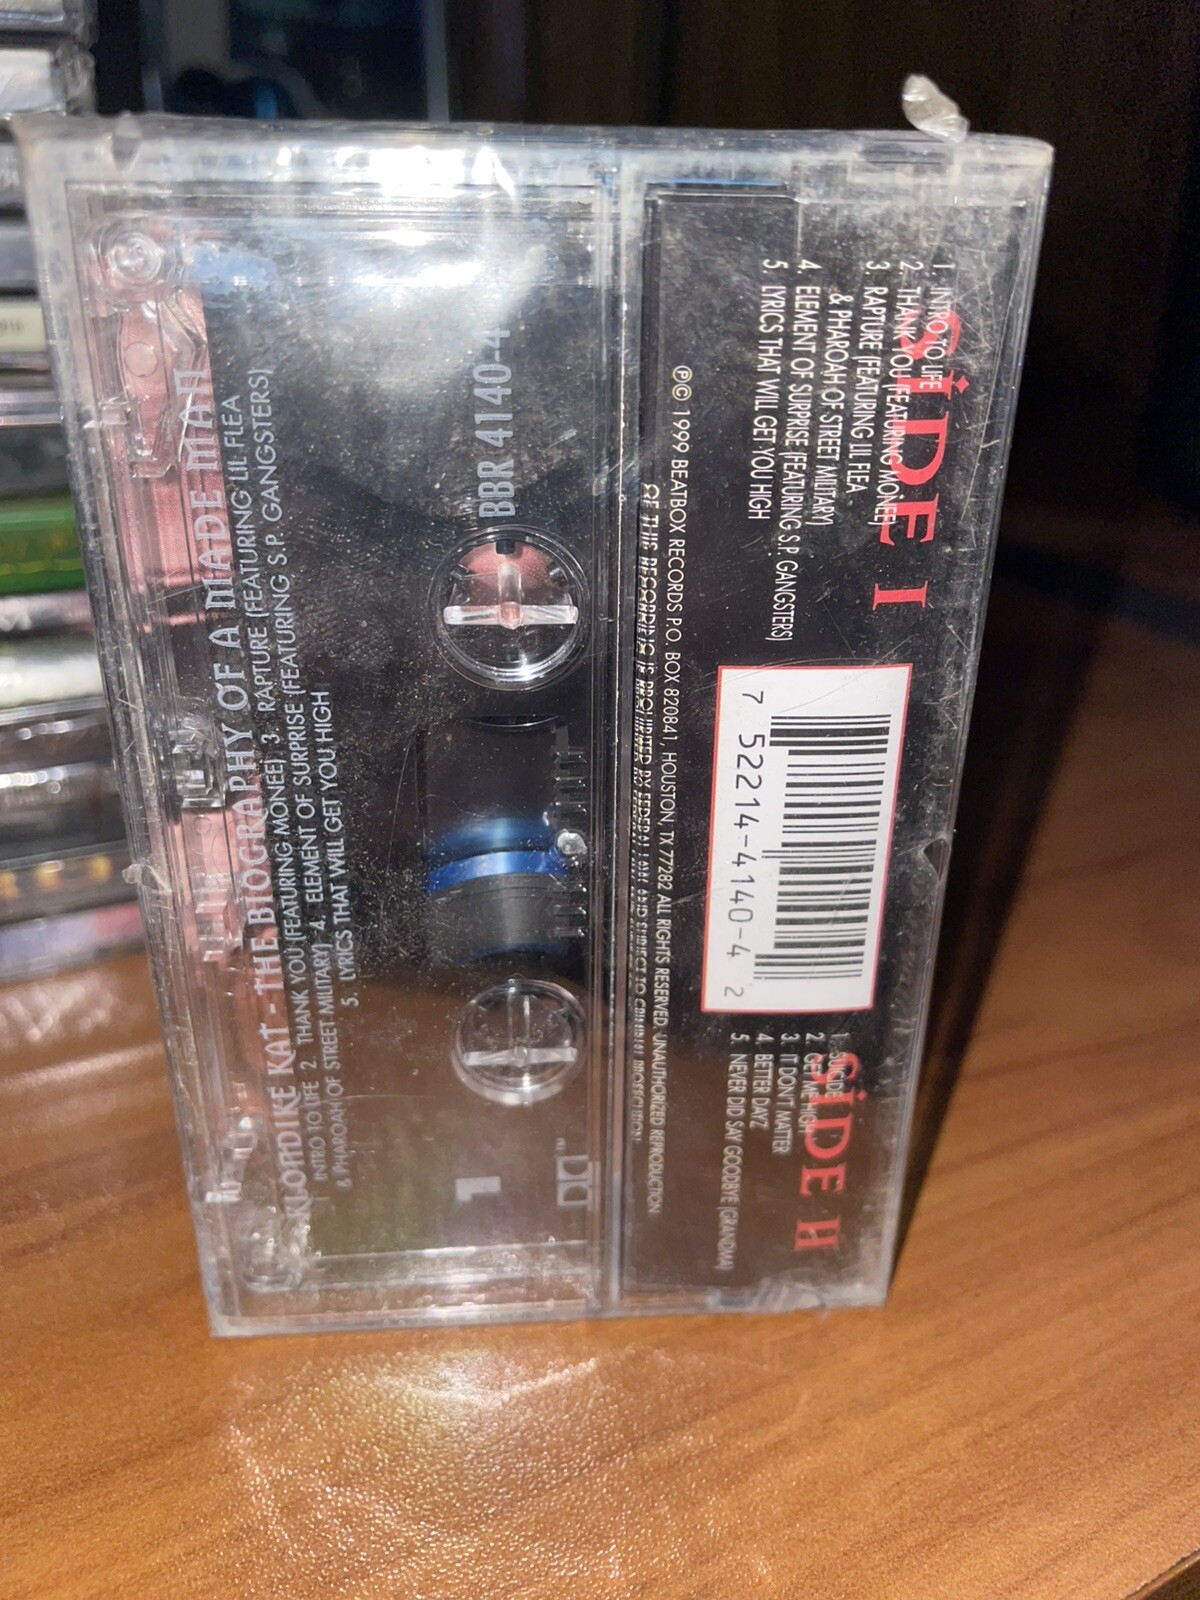 SIDE I
1. INTRO TO LIFE
2. THANK YOU (FEATURING MONEE)
3. RAPTURE (FEATURING LIL FLEA
& PHAROAH OF STREET MILITARY)
4. ELEMENT OF SURPRISE (FEATURING S.P. GANGSTERS)
5. LYRICS THAT WILL GET YOU HIGH
7 52214-4140-4 2
SIDE II
1. SUICIDE
2. GET ME HIGH
3. IT DON'T MATTER
4. BETTER DAYZ
5. NEVER DID SAY GOODBYE (GRANDMA)
℗© 1999 BEATBOX RECORDS P.O. BOX 820841, HOUSTON, TX 77282 ALL RIGHTS RESERVED. UNAUTHORIZED REPRODUCTION
OF THIS RECORDING IS PROHIBITED BY FEDERAL LAW AND SUBJECT TO CRIMINAL PROSECUTION.
BBR 4140-4
1
KLONDIKE KAT - THE BIOGRAPHY OF A MADE MAN
INTRO TO LIFE 2. THANK YOU (FEATURING MONEE) 3. RAPTURE (FEATURING LIL FLEA
& PHAROAH OF STREET MILITARY) 4. ELEMENT OF SURPRISE (FEATURING S.P. GANGSTERS)
5. LYRICS THAT WILL GET YOU HIGH